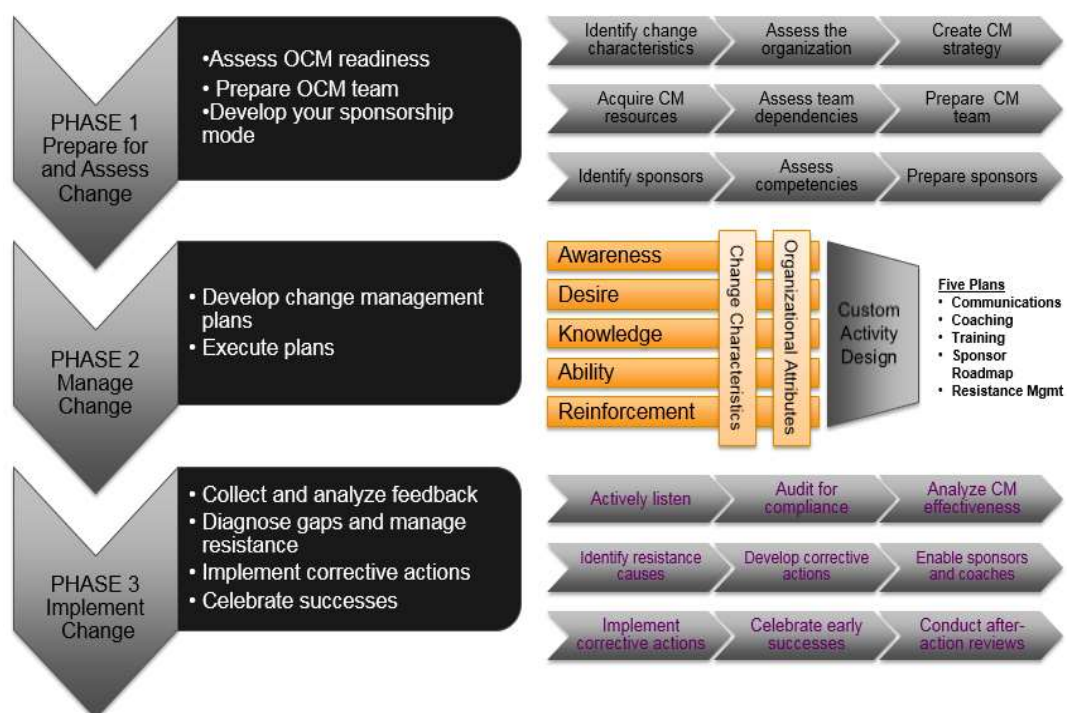 PHASE 1
Prepare for
and Assess
Change
•Assess OCM readiness
• Prepare OCM team
•Develop your sponsorship
mode
Identify change
characteristics
Assess the
organization
Create CM
strategy
Acquire CM
resources
Assess team
dependencies
Prepare CM
team
Identify sponsors
Assess
competencies
Prepare sponsors
PHASE 2
Manage
Change
• Develop change management
plans
• Execute plans
Awareness
Desire
Knowledge
Ability
Reinforcement
Change Characteristics
Organizational Attributes
Custom
Activity
Design
Five Plans
• Communications
• Coaching
• Training
• Sponsor
Roadmap
• Resistance Mgmt
PHASE 3
Implement
Change
• Collect and analyze feedback
• Diagnose gaps and manage
resistance
• Implement corrective actions
• Celebrate successes
Actively listen
Audit for
compliance
Analyze CM
effectiveness
Identify resistance
causes
Develop corrective
actions
Enable sponsors
and coaches
Implement
corrective actions
Celebrate early
successes
Conduct after-
action reviews